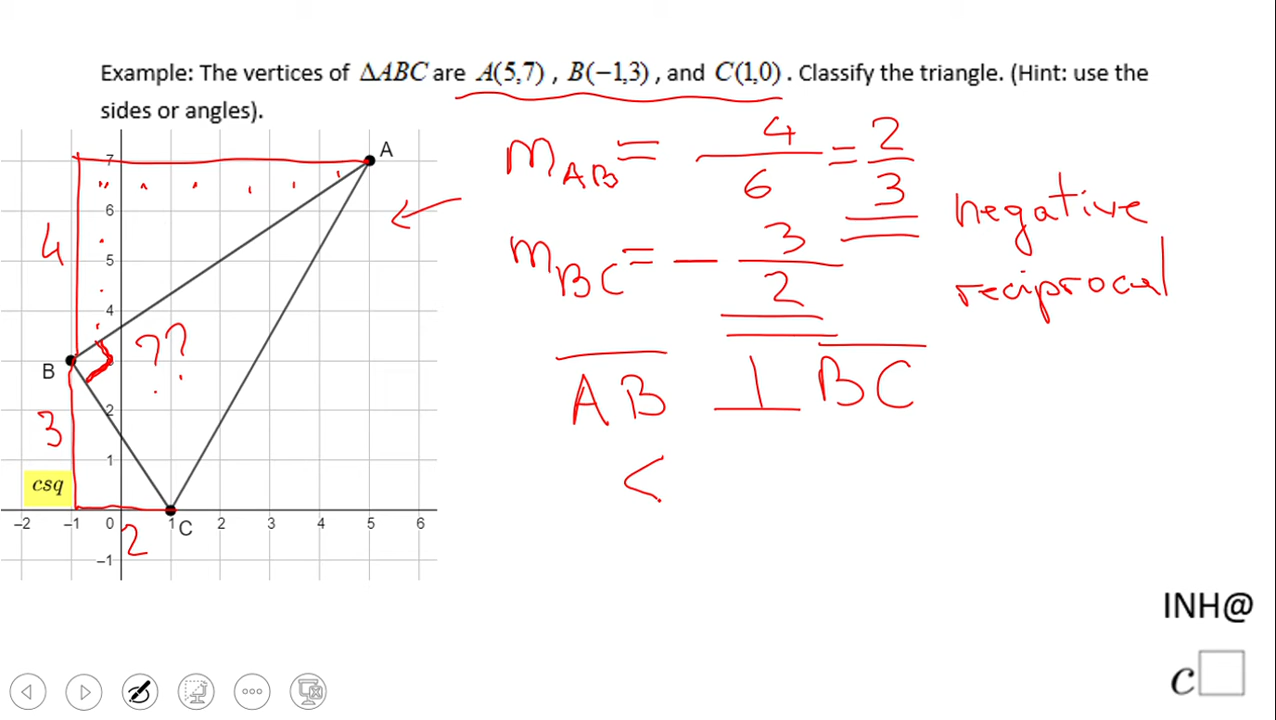 Example: The vertices of ΔABC are A(5,7) , B(−1,3) , and C(1,0) . Classify the triangle. (Hint: use the
sides or angles).
m_AB = 4/6 = 2/3
negative
reciprocal
m_BC = − 3/2
AB ⊥ BC
<
A
7
6
5
4
4
??
B
2
3
1
csq
−2 −1 0 1 C 2 3 4 5 6
2
−1
INH@
c□